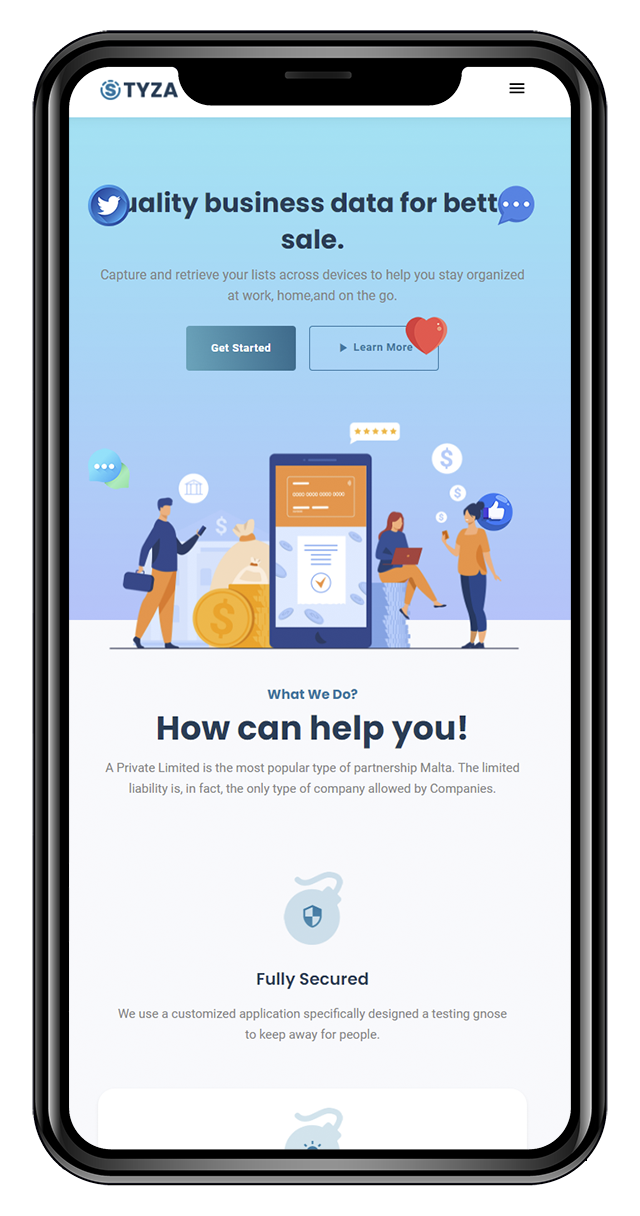 STYZA
uality business data for bett
sale.
Capture and retrieve your lists across devices to help you stay organized
at work, home,and on the go.
Get Started
Learn More
0000 0000 0000 0000
What We Do?
How can help you!
A Private Limited is the most popular type of partnership Malta. The limited
liability is, in fact, the only type of company allowed by Companies.
Fully Secured
We use a customized application specifically designed a testing gnose
to keep away for people.